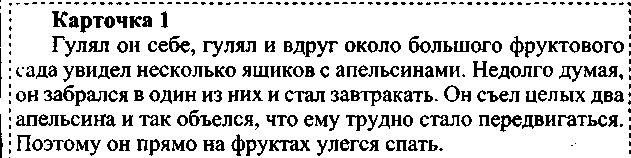 Карточка 1
Гулял он себе, гулял и вдруг около большого фруктового
сада увидел несколько ящиков с апельсинами. Недолго думая,
он забрался в один из них и стал завтракать. Он съел целых два
апельсина и так объелся, что ему трудно стало передвигаться.
Поэтому он прямо на фруктах улегся спать.